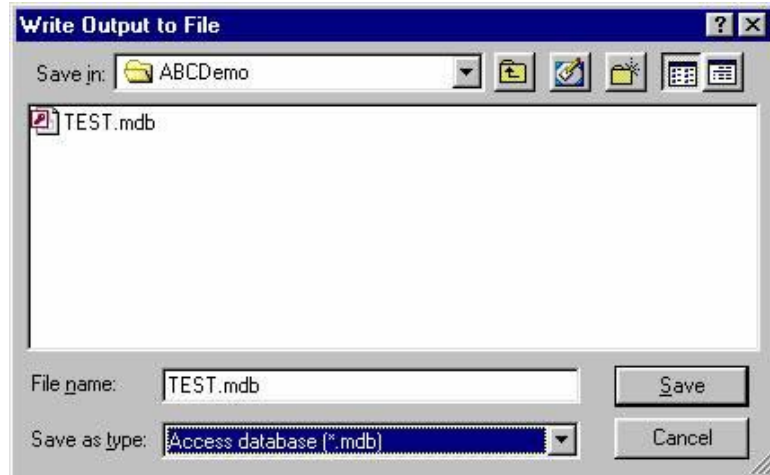 Write Output to File
Save in: ABCDemo
TEST.mdb
File name: TEST.mdb Save
Save as type: Access database (*.mdb) Cancel